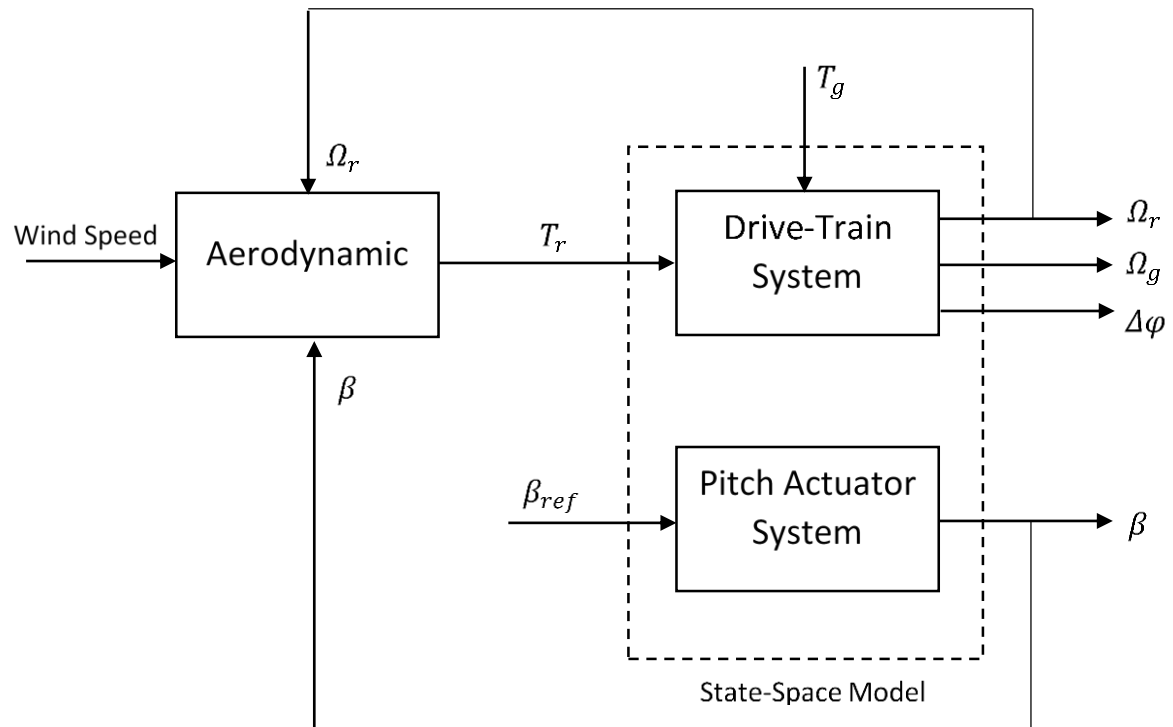 T_g
Ω_r
Wind Speed
Aerodynamic
T_r
Drive-Train
System
Ω_r
Ω_g
Δφ
β
β_ref
Pitch Actuator
System
β
State-Space Model